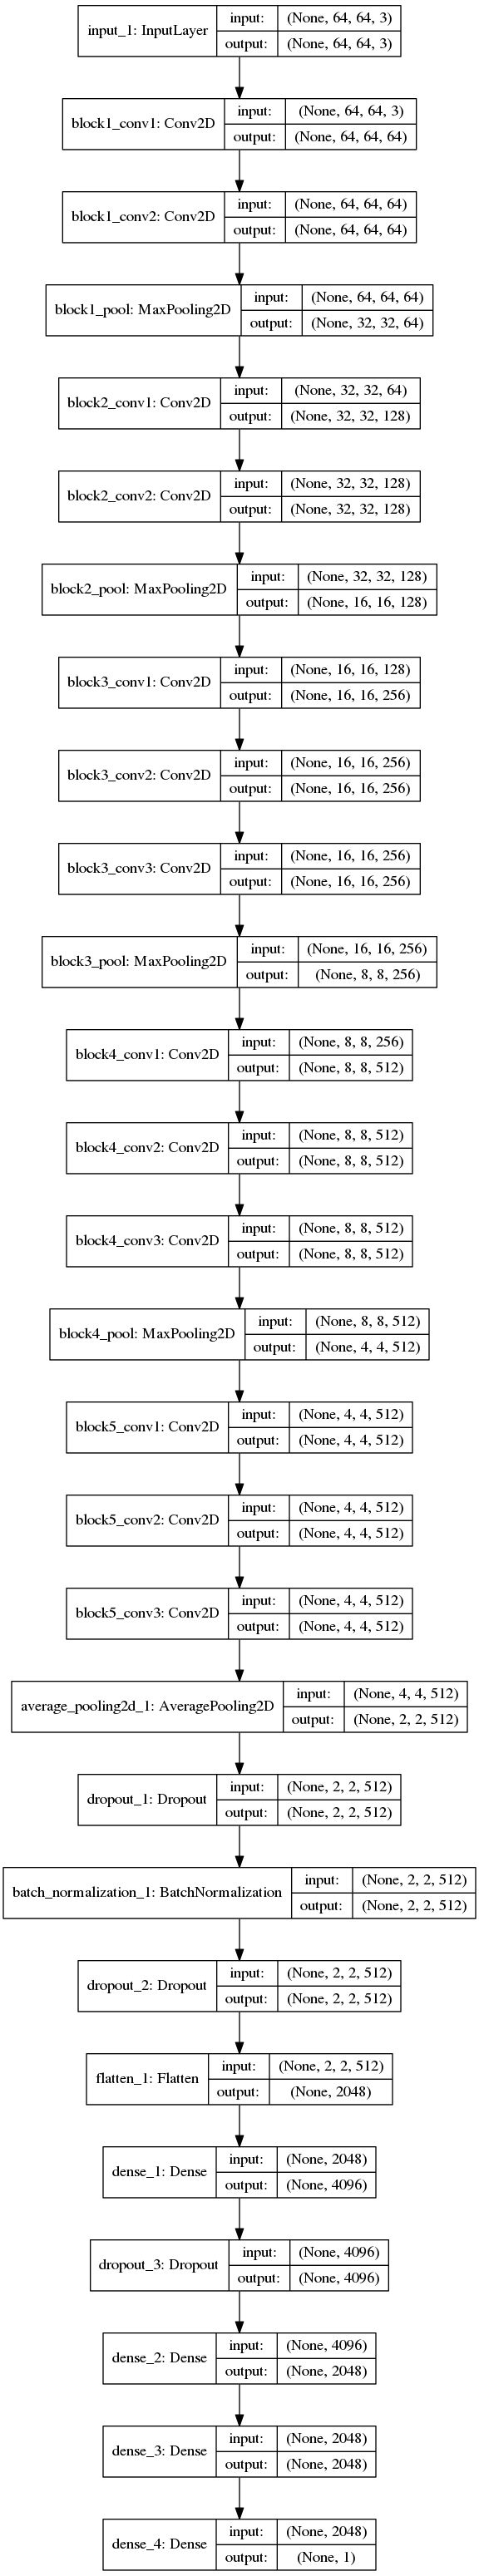 input_1: InputLayer
input: (None, 64, 64, 3)
output: (None, 64, 64, 3)
block1_conv1: Conv2D
input: (None, 64, 64, 3)
output: (None, 64, 64, 64)
block1_conv2: Conv2D
input: (None, 64, 64, 64)
output: (None, 64, 64, 64)
block1_pool: MaxPooling2D
input: (None, 64, 64, 64)
output: (None, 32, 32, 64)
block2_conv1: Conv2D
input: (None, 32, 32, 64)
output: (None, 32, 32, 128)
block2_conv2: Conv2D
input: (None, 32, 32, 128)
output: (None, 32, 32, 128)
block2_pool: MaxPooling2D
input: (None, 32, 32, 128)
output: (None, 16, 16, 128)
block3_conv1: Conv2D
input: (None, 16, 16, 128)
output: (None, 16, 16, 256)
block3_conv2: Conv2D
input: (None, 16, 16, 256)
output: (None, 16, 16, 256)
block3_conv3: Conv2D
input: (None, 16, 16, 256)
output: (None, 16, 16, 256)
block3_pool: MaxPooling2D
input: (None, 16, 16, 256)
output: (None, 8, 8, 256)
block4_conv1: Conv2D
input: (None, 8, 8, 256)
output: (None, 8, 8, 512)
block4_conv2: Conv2D
input: (None, 8, 8, 512)
output: (None, 8, 8, 512)
block4_conv3: Conv2D
input: (None, 8, 8, 512)
output: (None, 8, 8, 512)
block4_pool: MaxPooling2D
input: (None, 8, 8, 512)
output: (None, 4, 4, 512)
block5_conv1: Conv2D
input: (None, 4, 4, 512)
output: (None, 4, 4, 512)
block5_conv2: Conv2D
input: (None, 4, 4, 512)
output: (None, 4, 4, 512)
block5_conv3: Conv2D
input: (None, 4, 4, 512)
output: (None, 4, 4, 512)
average_pooling2d_1: AveragePooling2D
input: (None, 4, 4, 512)
output: (None, 2, 2, 512)
dropout_1: Dropout
input: (None, 2, 2, 512)
output: (None, 2, 2, 512)
batch_normalization_1: BatchNormalization
input: (None, 2, 2, 512)
output: (None, 2, 2, 512)
dropout_2: Dropout
input: (None, 2, 2, 512)
output: (None, 2, 2, 512)
flatten_1: Flatten
input: (None, 2, 2, 512)
output: (None, 2048)
dense_1: Dense
input: (None, 2048)
output: (None, 4096)
dropout_3: Dropout
input: (None, 4096)
output: (None, 4096)
dense_2: Dense
input: (None, 4096)
output: (None, 2048)
dense_3: Dense
input: (None, 2048)
output: (None, 2048)
dense_4: Dense
input: (None, 2048)
output: (None, 1)